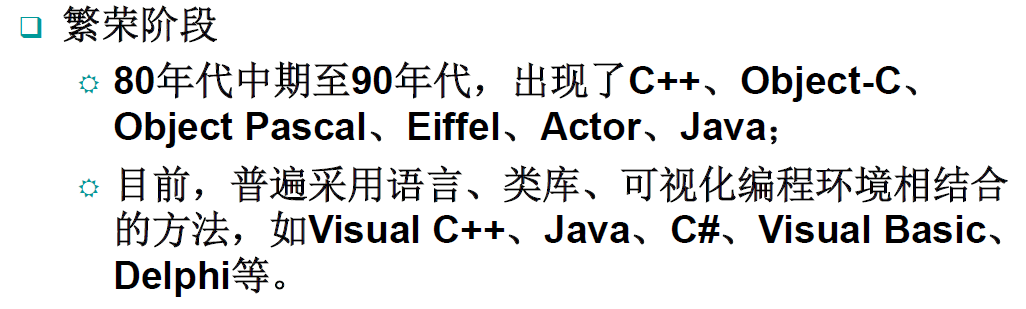 繁荣阶段
80年代中期至90年代，出现了C++、Object-C、
Object Pascal、Eiffel、Actor、Java；
目前，普遍采用语言、类库、可视化编程环境相结合
的方法，如Visual C++、Java、C#、Visual Basic、
Delphi等。